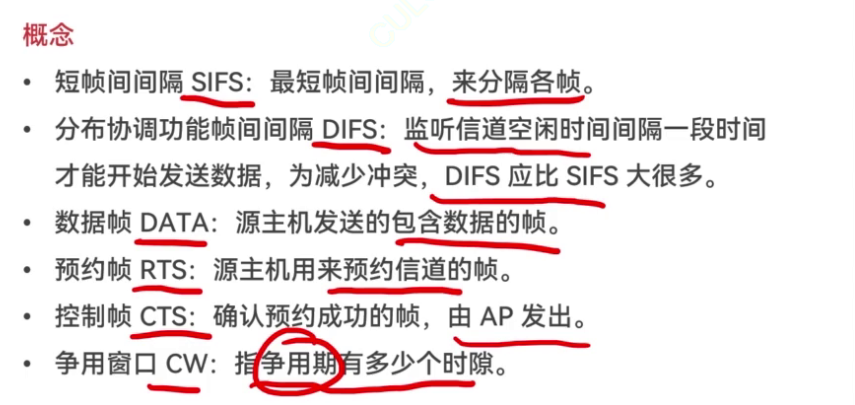 概念
• 短帧间间隔 SIFS：最短帧间间隔，来分隔各帧。
• 分布协调功能帧间间隔 DIFS：监听信道空闲时间间隔一段时间
才能开始发送数据，为减少冲突，DIFS 应比 SIFS 大很多。
• 数据帧 DATA：源主机发送的包含数据的帧。
• 预约帧 RTS：源主机用来预约信道的帧。
• 控制帧 CTS：确认预约成功的帧，由 AP 发出。
• 争用窗口 CW：指争用期有多少个时隙。